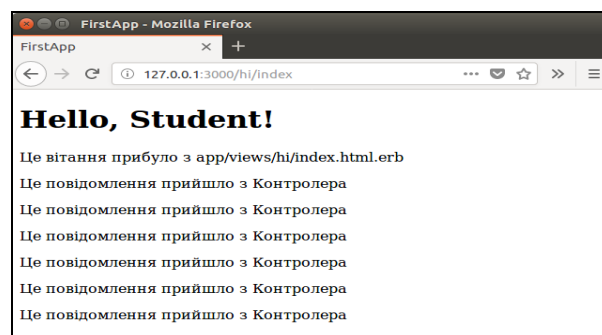 FirstApp - Mozilla Firefox
FirstApp
127.0.0.1:3000/hi/index
Hello, Student!
Це вітання прибуло з app/views/hi/index.html.erb
Це повідомлення прийшло з Контролера
Це повідомлення прийшло з Контролера
Це повідомлення прийшло з Контролера
Це повідомлення прийшло з Контролера
Це повідомлення прийшло з Контролера
Це повідомлення прийшло з Контролера